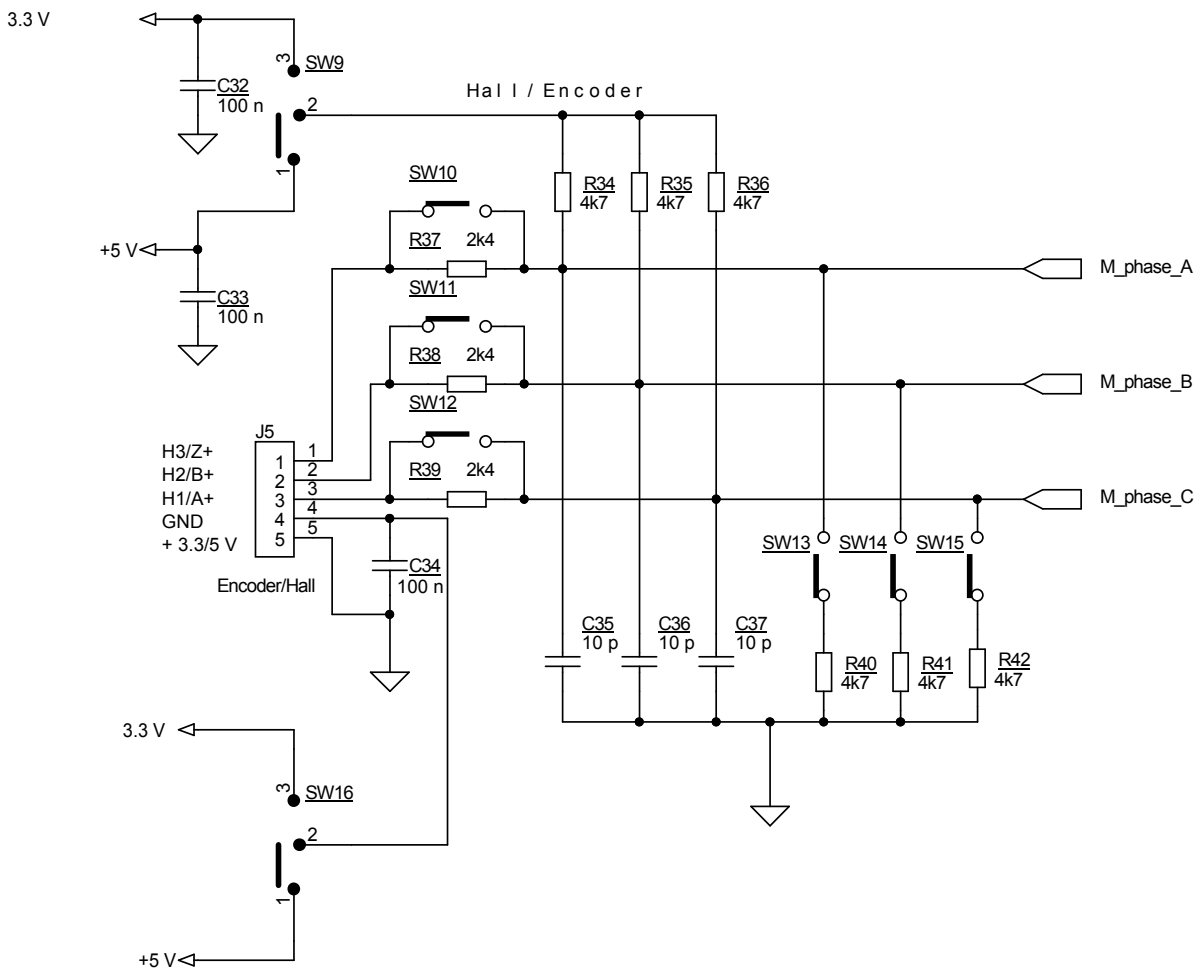 3.3 V
3
SW9
C32
100 n
2
1
Hal l / Encoder
SW10
R34
4k7
R35
4k7
R36
4k7
+5 V
R37 2k4
M_phase_A
SW11
C33
100 n
R38 2k4
M_phase_B
SW12
J5
H3/Z+ 1 1
H2/B+ 2 2
R39 2k4
H1/A+ 3 3
M_phase_C
GND 4 4
+ 3.3/5 V 5 5
SW13
SW14
SW15
C34
100 n
Encoder/Hall
C35
10 p
C36
10 p
C37
10 p
R40
4k7
R41
4k7
R42
4k7
3.3 V
3
SW16
2
1
+5 V